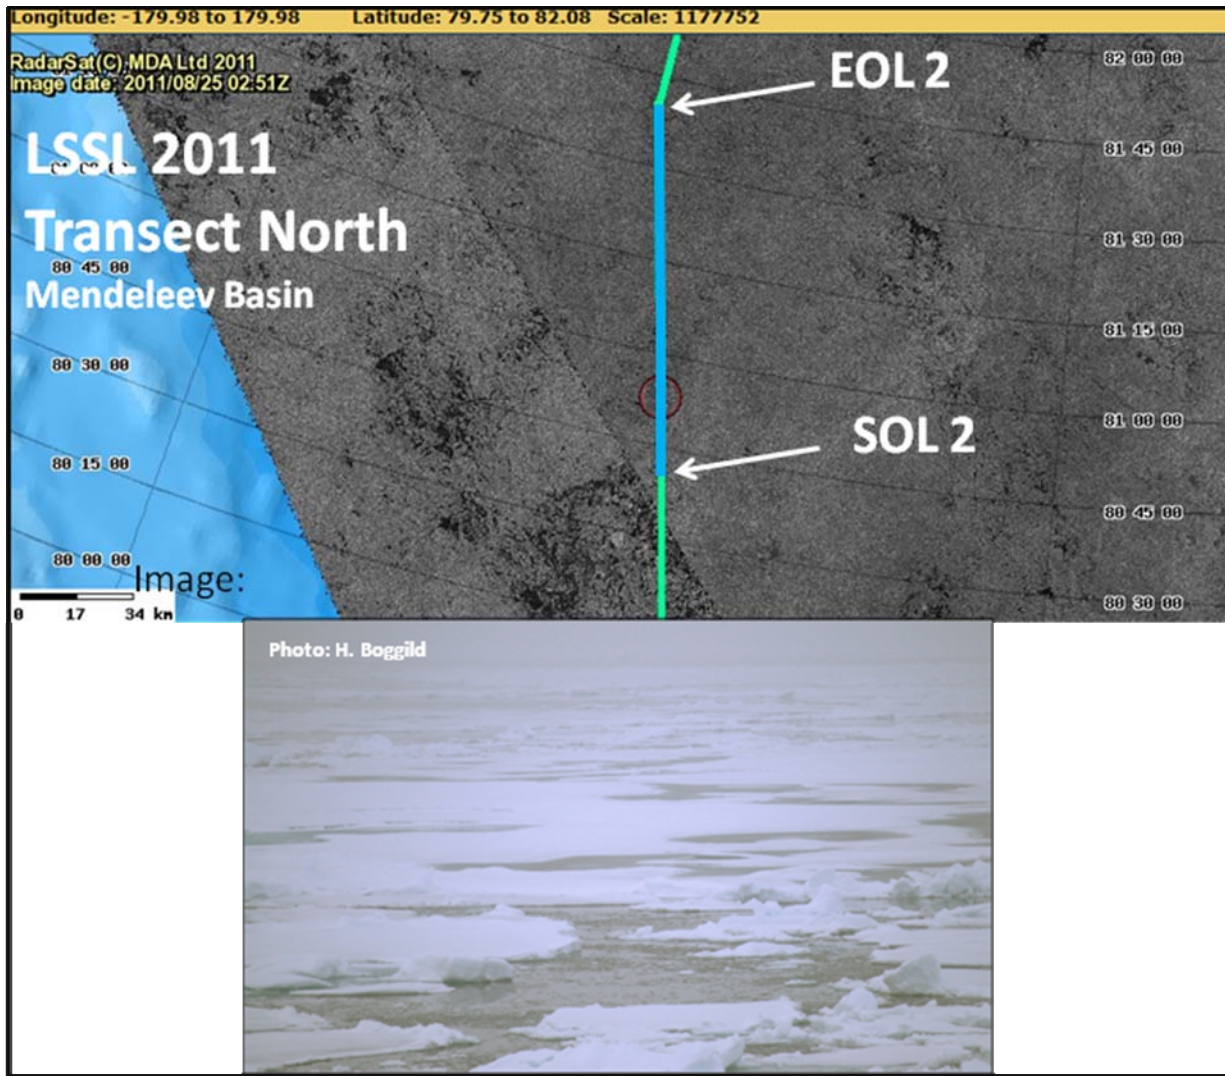 Longitude: -179.98 to 179.98 Latitude: 79.75 to 82.08 Scale: 1177752
RadarSat(C),MDA Ltd 2011
Image date: 2011/08/25 02:51Z
LSSL 2011
Transect North
Mendeleev Basin
EOL 2
SOL 2
82 00 00
81 45 00
81 30 00
81 15 00
81 00 00
80 45 00
80 30 00
80 45 00
80 30 00
80 15 00
80 00 00
Image:
0 17 34 km
Photo: H. Boggild